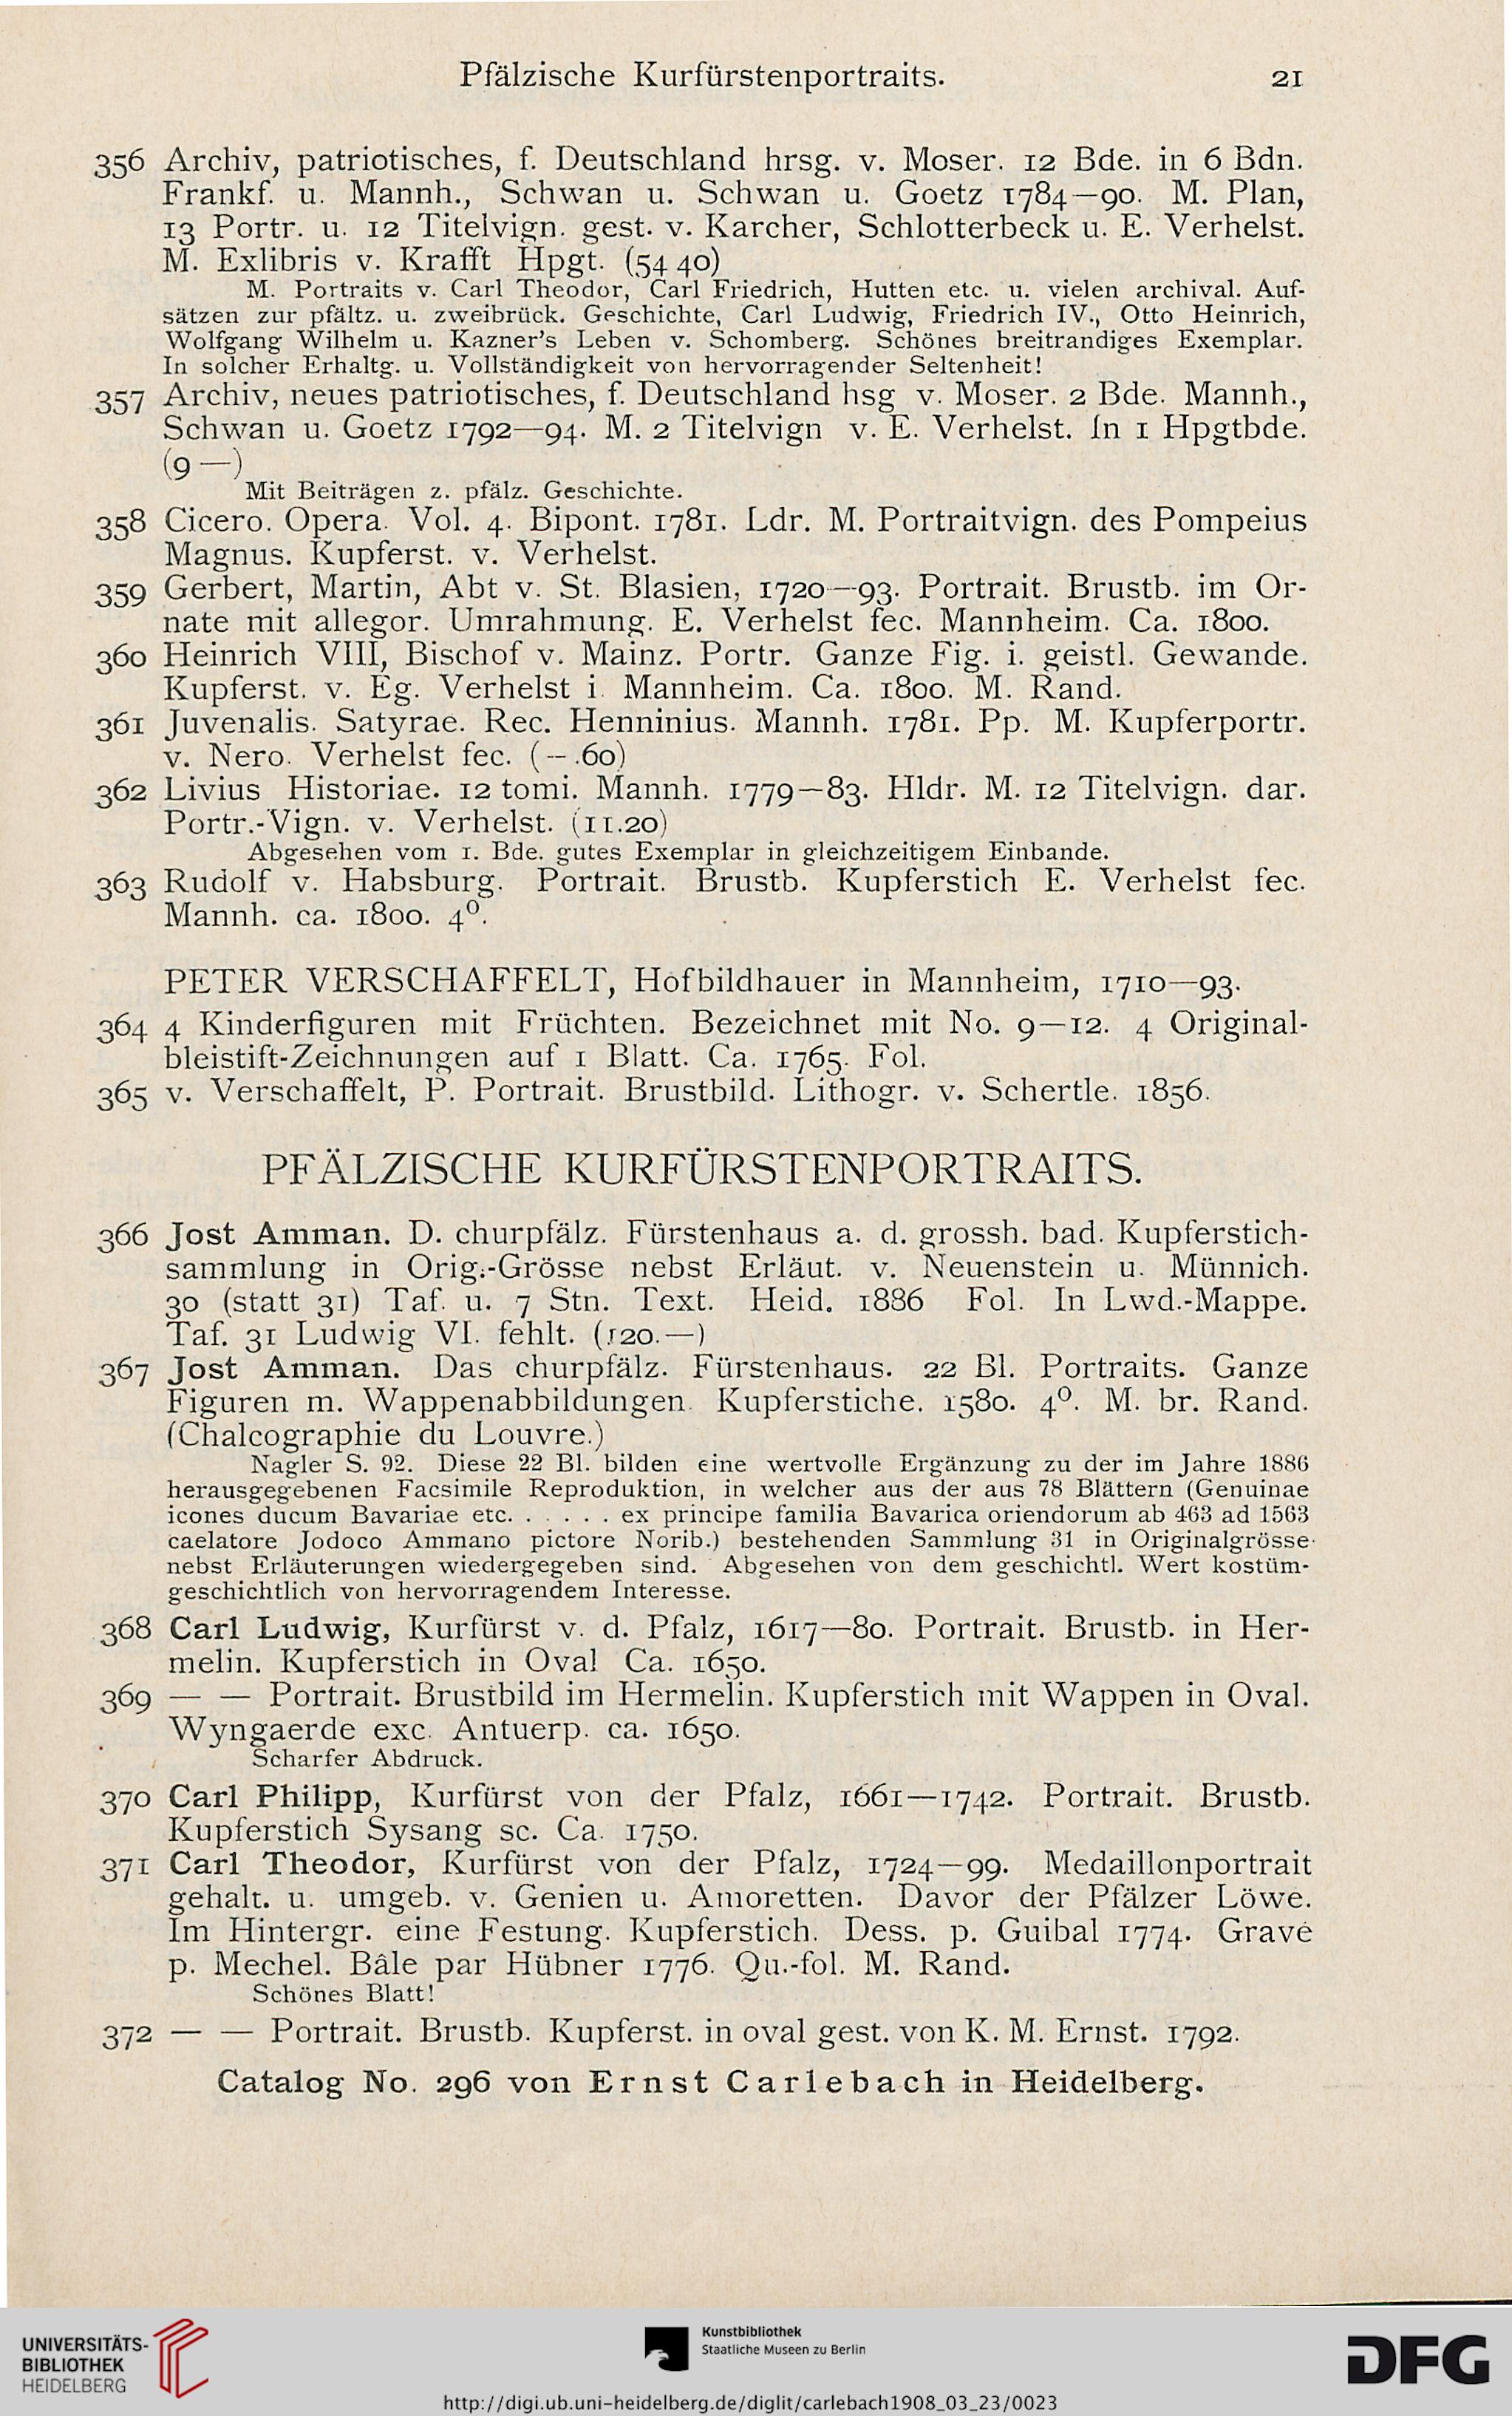 Pfälzische Kurfürstenportraits. 21
356 Archiv, patriotisches, f. Deutschland hrsg. v. Moser. 12 Bde. in 6 Bdn.
Frankf. u. Mannh., Schwan u. Schwan u. Goetz 1784—90. M. Plan,
13 Portr. u. 12 Titelvign. gest. v. Karcher, Schlotterbeck u. E. Verhelst.
M. Exlibris v. Krafft Hpgt. (54 40)
M. Portraits v. Carl Theodor, Carl Friedrich, Hutten etc. u. vielen archival. Auf-
sätzen zur pfältz. u. zweibrück. Geschichte, Carl Ludwig, Friedrich IV., Otto Heinrich,
Wolfgang Wilhelm u. Kazner's Leben v. Schomberg. Schönes breitrandiges Exemplar.
In solcher Erhaltg. u. Vollständigkeit von hervorragender Seltenheit!
357 Archiv, neues patriotisches, f. Deutschland hsg v. Moser. 2 Bde. Mannh.,
Schwan u. Goetz 1792—94. M. 2 Titelvign v. E. Verhelst. In 1 Hpgtbde.
(9 —)
Mit Beiträgen z. pfälz. Geschichte.
358 Cicero. Opera. Vol. 4. Bipont. 1781. Ldr. M. Portraitvign. des Pompeius
Magnus. Kupferst. v. Verhelst.
359 Gerbert, Martin, Abt v. St. Blasien, 1720—93. Portrait. Brustb. im Or-
nate mit allegor. Umrahmung. E. Verhelst fec. Mannheim. Ca. 1800.
360 Heinrich VIII, Bischof v. Mainz. Portr. Ganze Fig. i. geistl. Gewande.
Kupferst. v. Eg. Verhelst i. Mannheim. Ca. 1800. M. Rand.
361 Juvenalis. Satyrae. Rec. Henninius. Mannh. 1781. Pp. M. Kupferportr.
v. Nero. Verhelst fec. (—.60)
362 Livius Historiae. 12 tomi. Mannh. 1779—83. Hldr. M. 12 Titelvign. dar.
Portr.-Vign. v. Verhelst. (11.20)
Abgesehen vom 1. Bde. gutes Exemplar in gleichzeitigem Einbande.
363 Rudolf v. Habsburg. Portrait. Brustb. Kupferstich E. Verhelst fec.
Mannh. ca. 1800. 4⁰.
PETER VERSCHAFFELT, Hofbildhauer in Mannheim, 1710—93.
364 4 Kinderfiguren mit Früchten. Bezeichnet mit No. 9—12. 4 Original-
bleistift-Zeichnungen auf 1 Blatt. Ca. 1765. Fol.
365 v. Verschaffelt, P. Portrait. Brustbild. Lithogr. v. Schertle. 1856.
PFÄLZISCHE KURFÜRSTENPORTRAITS.
366 Jost Amman. D. churpfälz. Fürstenhaus a. d. grossh. bad. Kupferstich-
sammlung in Orig.-Grösse nebst Erläut. v. Neuenstein u. Münnich.
30 (statt 31) Taf. u. 7 Stn. Text. Heid. 1886 Fol. In Lwd.-Mappe.
Taf. 31 Ludwig VI. fehlt. (120.—)
367 Jost Amman. Das churpfälz. Fürstenhaus. 22 Bl. Portraits. Ganze
Figuren m. Wappenabbildungen. Kupferstiche. 1580. 4⁰. M. br. Rand.
(Chalcographie du Louvre.)
Nagler S. 92. Diese 22 Bl. bilden eine wertvolle Ergänzung zu der im Jahre 1886
herausgegebenen Facsimile Reproduktion, in welcher aus der aus 78 Blättern (Genuinae
icones ducum Bavariae etc. . . . . . ex principe familia Bavarica oriendorum ab 463 ad 1563
caelatore Jodoco Ammano pictore Norib.) bestehenden Sammlung 31 in Originalgrösse
nebst Erläuterungen wiedergegeben sind. Abgesehen von dem geschichtl. Wert kostüm-
geschichtlich von hervorragendem Interesse.
368 Carl Ludwig, Kurfürst v. d. Pfalz, 1617—80. Portrait. Brustb. in Her-
melin. Kupferstich in Oval Ca. 1650.
369 — — Portrait. Brustbild im Hermelin. Kupferstich mit Wappen in Oval.
Wyngaerde exc. Antuerp. ca. 1650.
Scharfer Abdruck.
370 Carl Philipp, Kurfürst von der Pfalz, 1661—1742. Portrait. Brustb.
Kupferstich Sysang sc. Ca. 1750.
371 Carl Theodor, Kurfürst von der Pfalz, 1724—99. Medaillonportrait
gehalt. u. umgeb. v. Genien u. Amoretten. Davor der Pfälzer Löwe.
Im Hintergr. eine Festung. Kupferstich. Dess. p. Guibal 1774. Gravé
p. Mechel. Bâle par Hübner 1776. Qu.-fol. M. Rand.
Schönes Blatt!
372 — — Portrait. Brustb. Kupferst. in oval gest. von K. M. Ernst. 1792.
Catalog No. 296 von Ernst Carlebach in Heidelberg.
UNIVERSITÄTS-
BIBLIOTHEK
HEIDELBERG
Kunstbibliothek
Staatliche Museen zu Berlin
DFG
http://digi.ub.uni-heidelberg.de/diglit/carlebach1908_03_23/0023